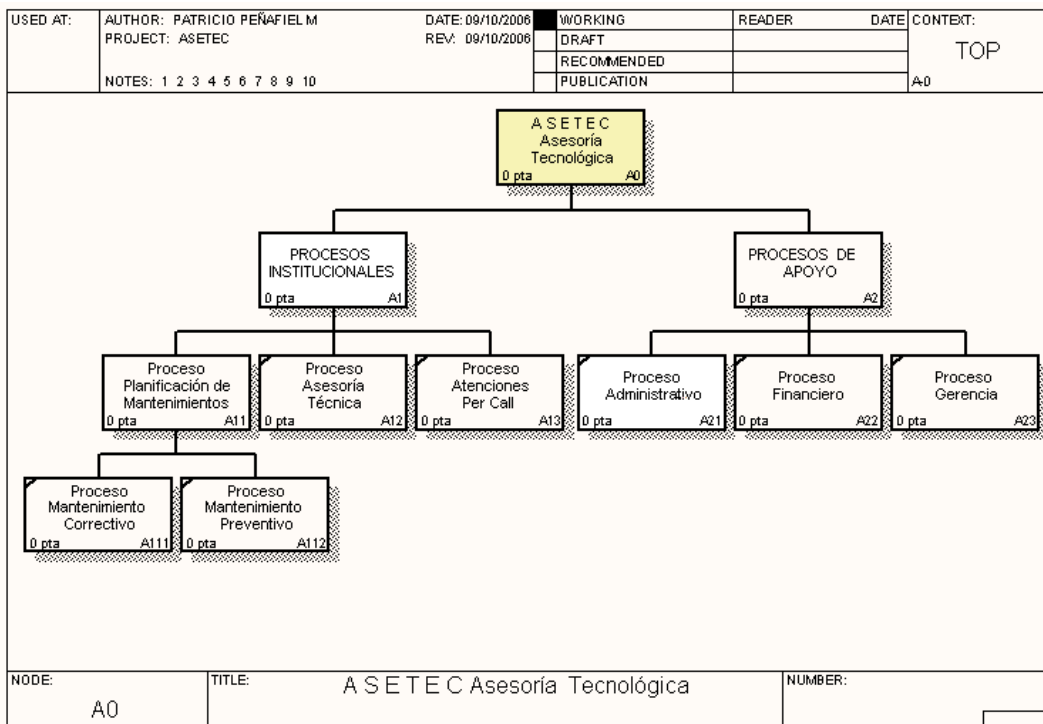 USED AT:
AUTHOR: PATRICIO PEÑAFIEL M
DATE: 09/10/2006
PROJECT: ASETEC
REV: 09/10/2006
NOTES: 1 2 3 4 5 6 7 8 9 10
WORKING
DRAFT
RECOMMENDED
PUBLICATION
READER
DATE
CONTEXT:
TOP
A-0
A S E T E C
Asesoría
Tecnológica
0 pta A0
PROCESOS
INSTITUCIONALES
0 pta A1
PROCESOS DE
APOYO
0 pta A2
Proceso
Planificación de
Mantenimientos
0 pta A11
Proceso
Asesoría
Técnica
0 pta A12
Proceso
Atenciones
Per Call
0 pta A13
Proceso
Administrativo
0 pta A21
Proceso
Financiero
0 pta A22
Proceso
Gerencia
0 pta A23
Proceso
Mantenimiento
Correctivo
0 pta A111
Proceso
Mantenimiento
Preventivo
0 pta A112
NODE:
A0
TITLE:
A S E T E C Asesoría Tecnológica
NUMBER: